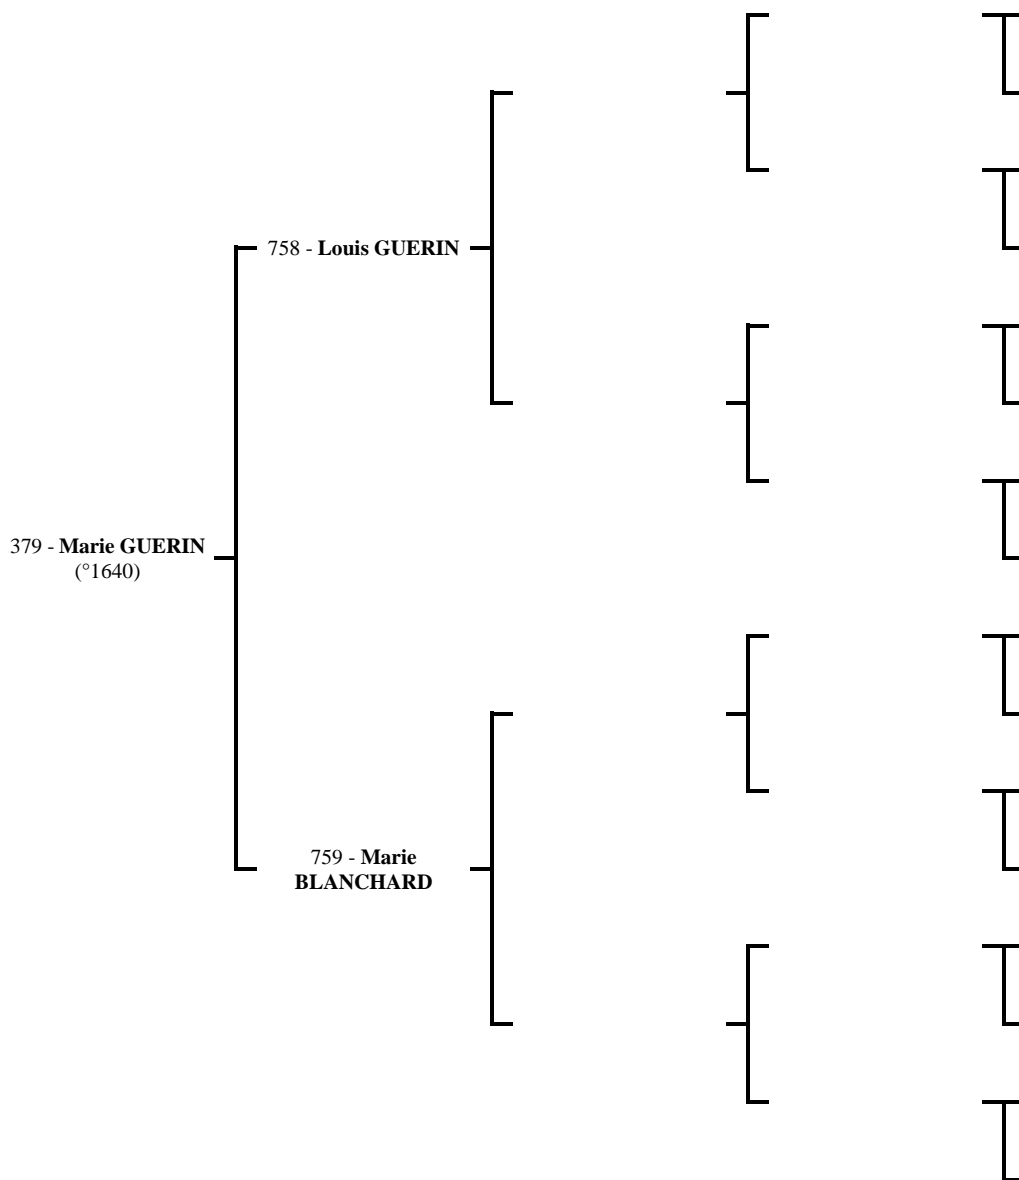 758 - Louis GUERIN
379 - Marie GUERIN
(°1640)
759 - Marie
BLANCHARD